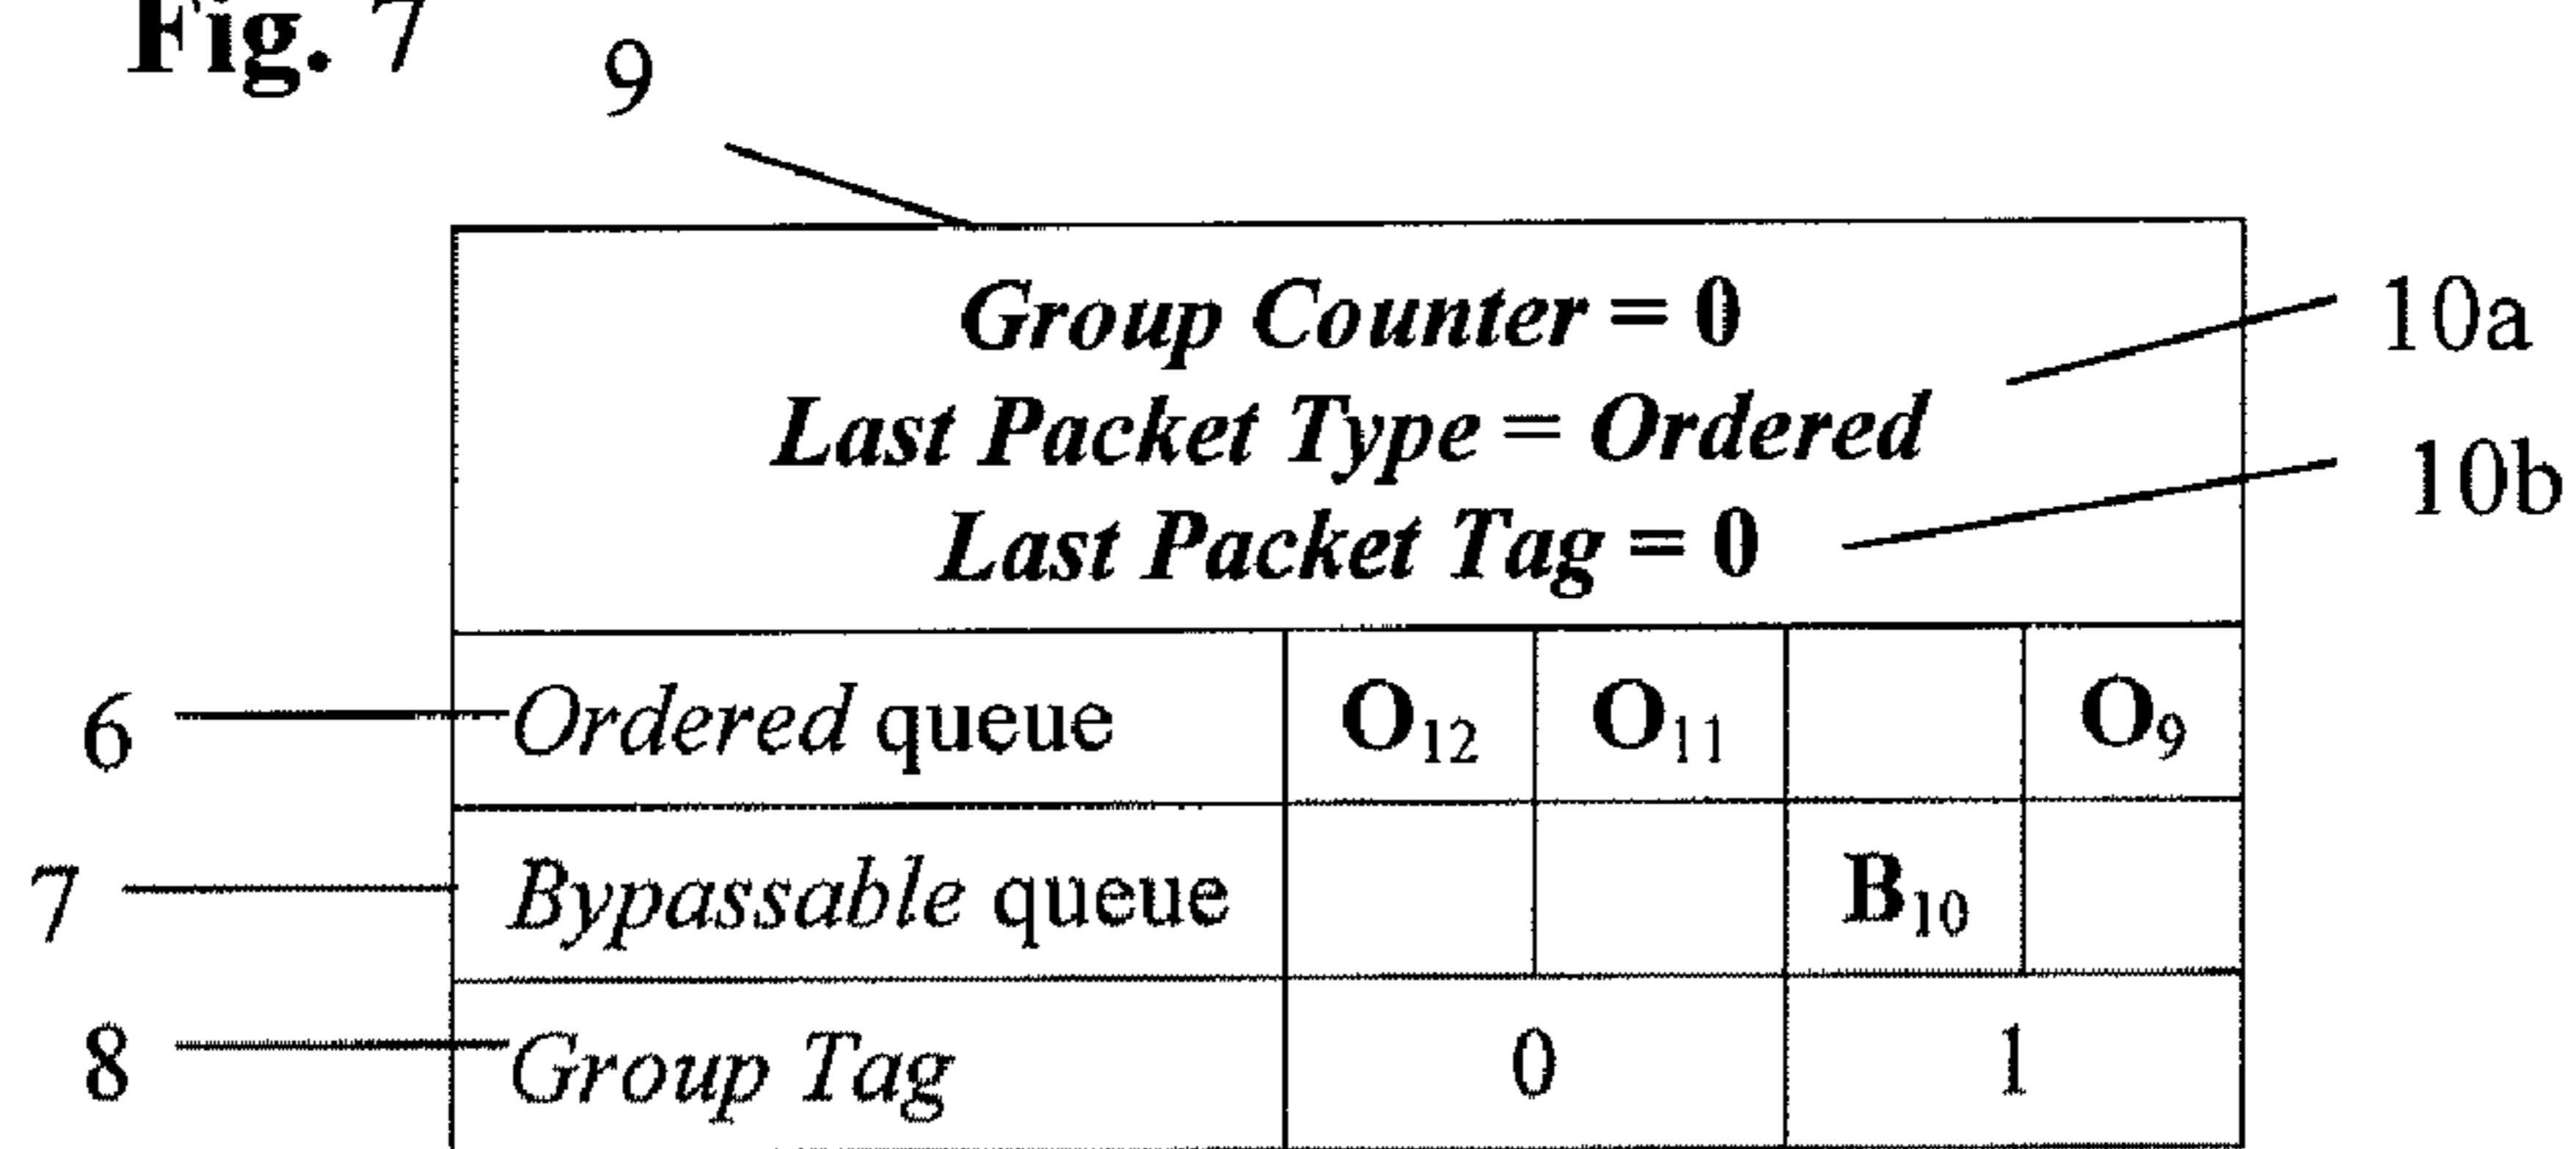 Fig. 7
9
Group Counter = 0
10a
Last Packet Type = Ordered
10b
Last Packet Tag = 0
6 Ordered queue O12 O11 O9
7 Bypassable queue B10
8 Group Tag 0 1